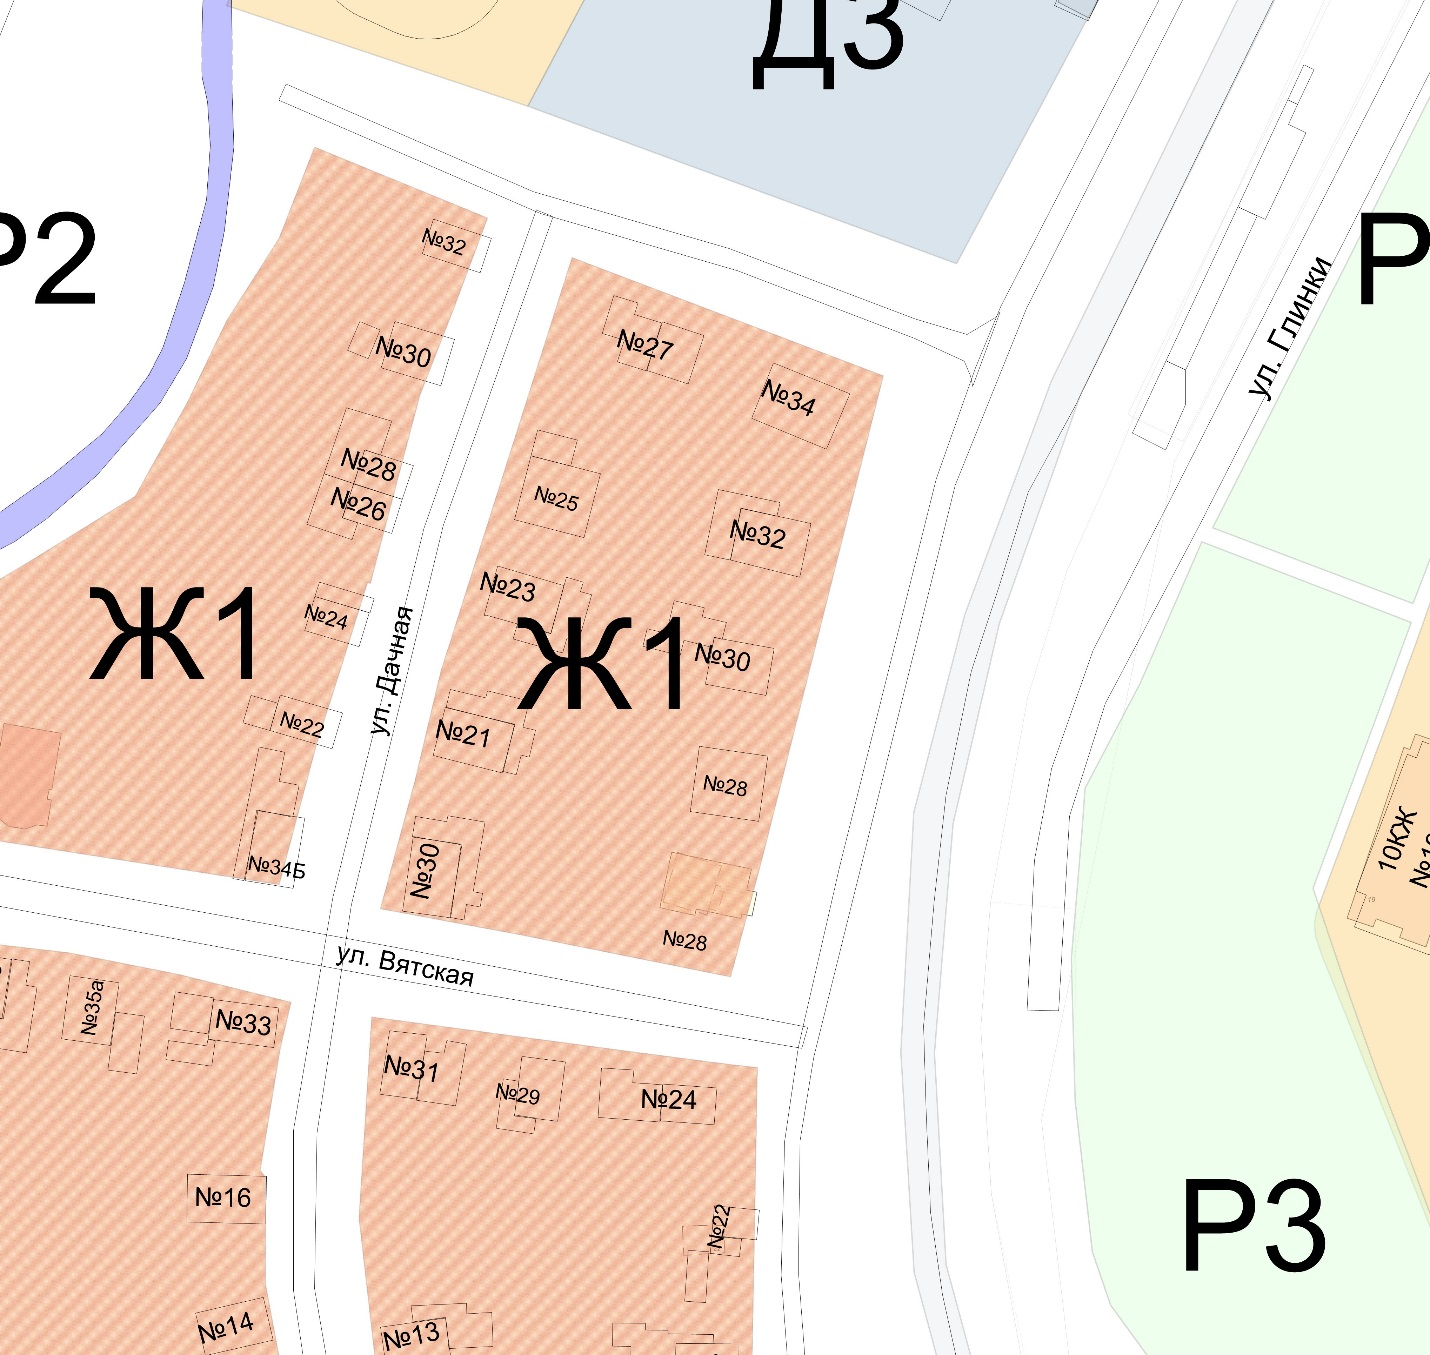 Д3
Р2
№32
№27
№30
№34
№28
№26
№25
№32
№24
№23
Ж1
Ж1
№30
ул. Дачная
ул. Глинки
Р
№22
№21
№28
№34Б
№30
№28
10КЖ
ул. Вятская
№35а
№33
№31
№29
№24
№16
№22
Р3
№14
№13